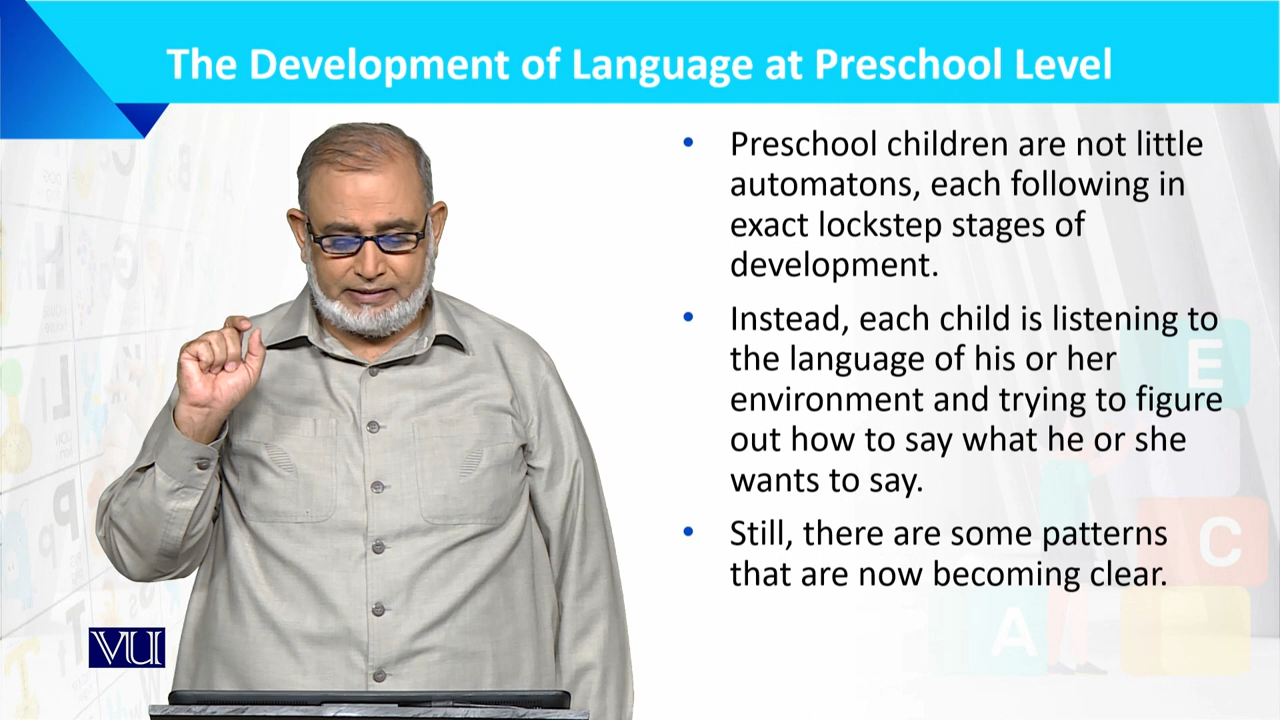 The Development of Language at Preschool Level
• Preschool children are not little
automatons, each following in
exact lockstep stages of
development.
• Instead, each child is listening to
the language of his or her
environment and trying to figure
out how to say what he or she
wants to say.
• Still, there are some patterns
that are now becoming clear.
E
C
A
VU